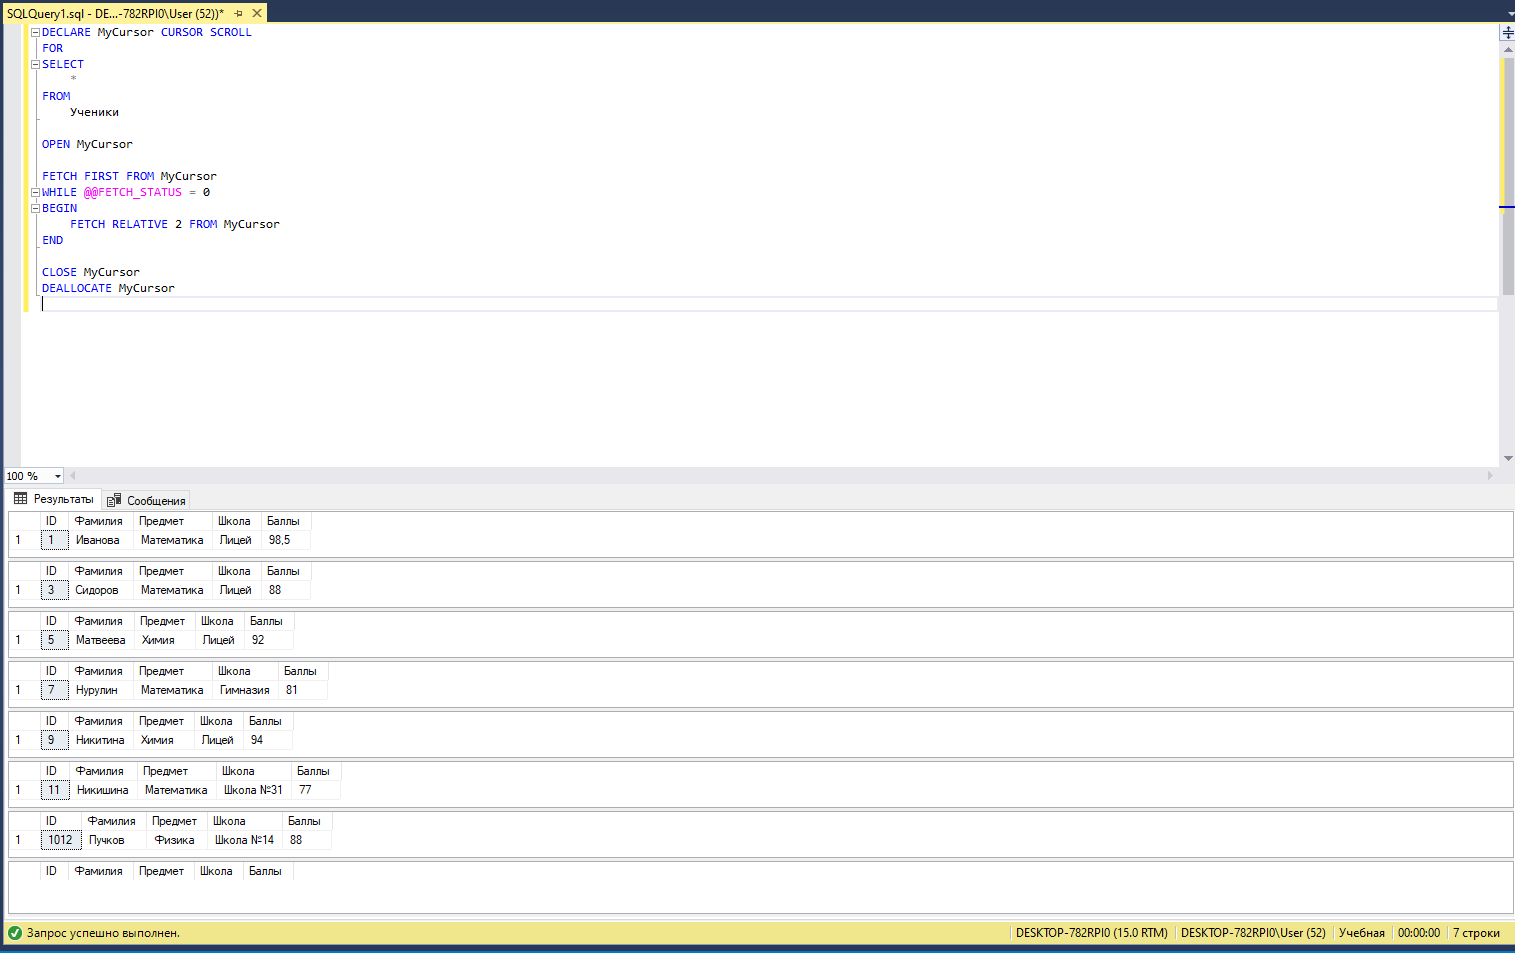 SQLQuery1.sql - DE...-782RPI0\User (52))*
DECLARE MyCursor CURSOR SCROLL
FOR
SELECT
*
FROM
Ученики
OPEN MyCursor
FETCH FIRST FROM MyCursor
WHILE @@FETCH_STATUS = 0
BEGIN
FETCH RELATIVE 2 FROM MyCursor
END
CLOSE MyCursor
DEALLOCATE MyCursor
100 %
Результаты Сообщения
ID Фамилия Предмет Школа Баллы
1 1 Иванова Математика Лицей 98,5
ID Фамилия Предмет Школа Баллы
1 3 Сидоров Математика Лицей 88
ID Фамилия Предмет Школа Баллы
1 5 Матвеева Химия Лицей 92
ID Фамилия Предмет Школа Баллы
1 7 Нурулин Математика Гимназия 81
ID Фамилия Предмет Школа Баллы
1 9 Никитина Химия Лицей 94
ID Фамилия Предмет Школа Баллы
1 11 Никишина Математика Школа №31 77
ID Фамилия Предмет Школа Баллы
1 1012 Пучков Физика Школа №14 88
ID Фамилия Предмет Школа Баллы
Запрос успешно выполнен. DESKTOP-782RPI0 (15.0 RTM) DESKTOP-782RPI0\User (52) Учебная 00:00:00 7 строки